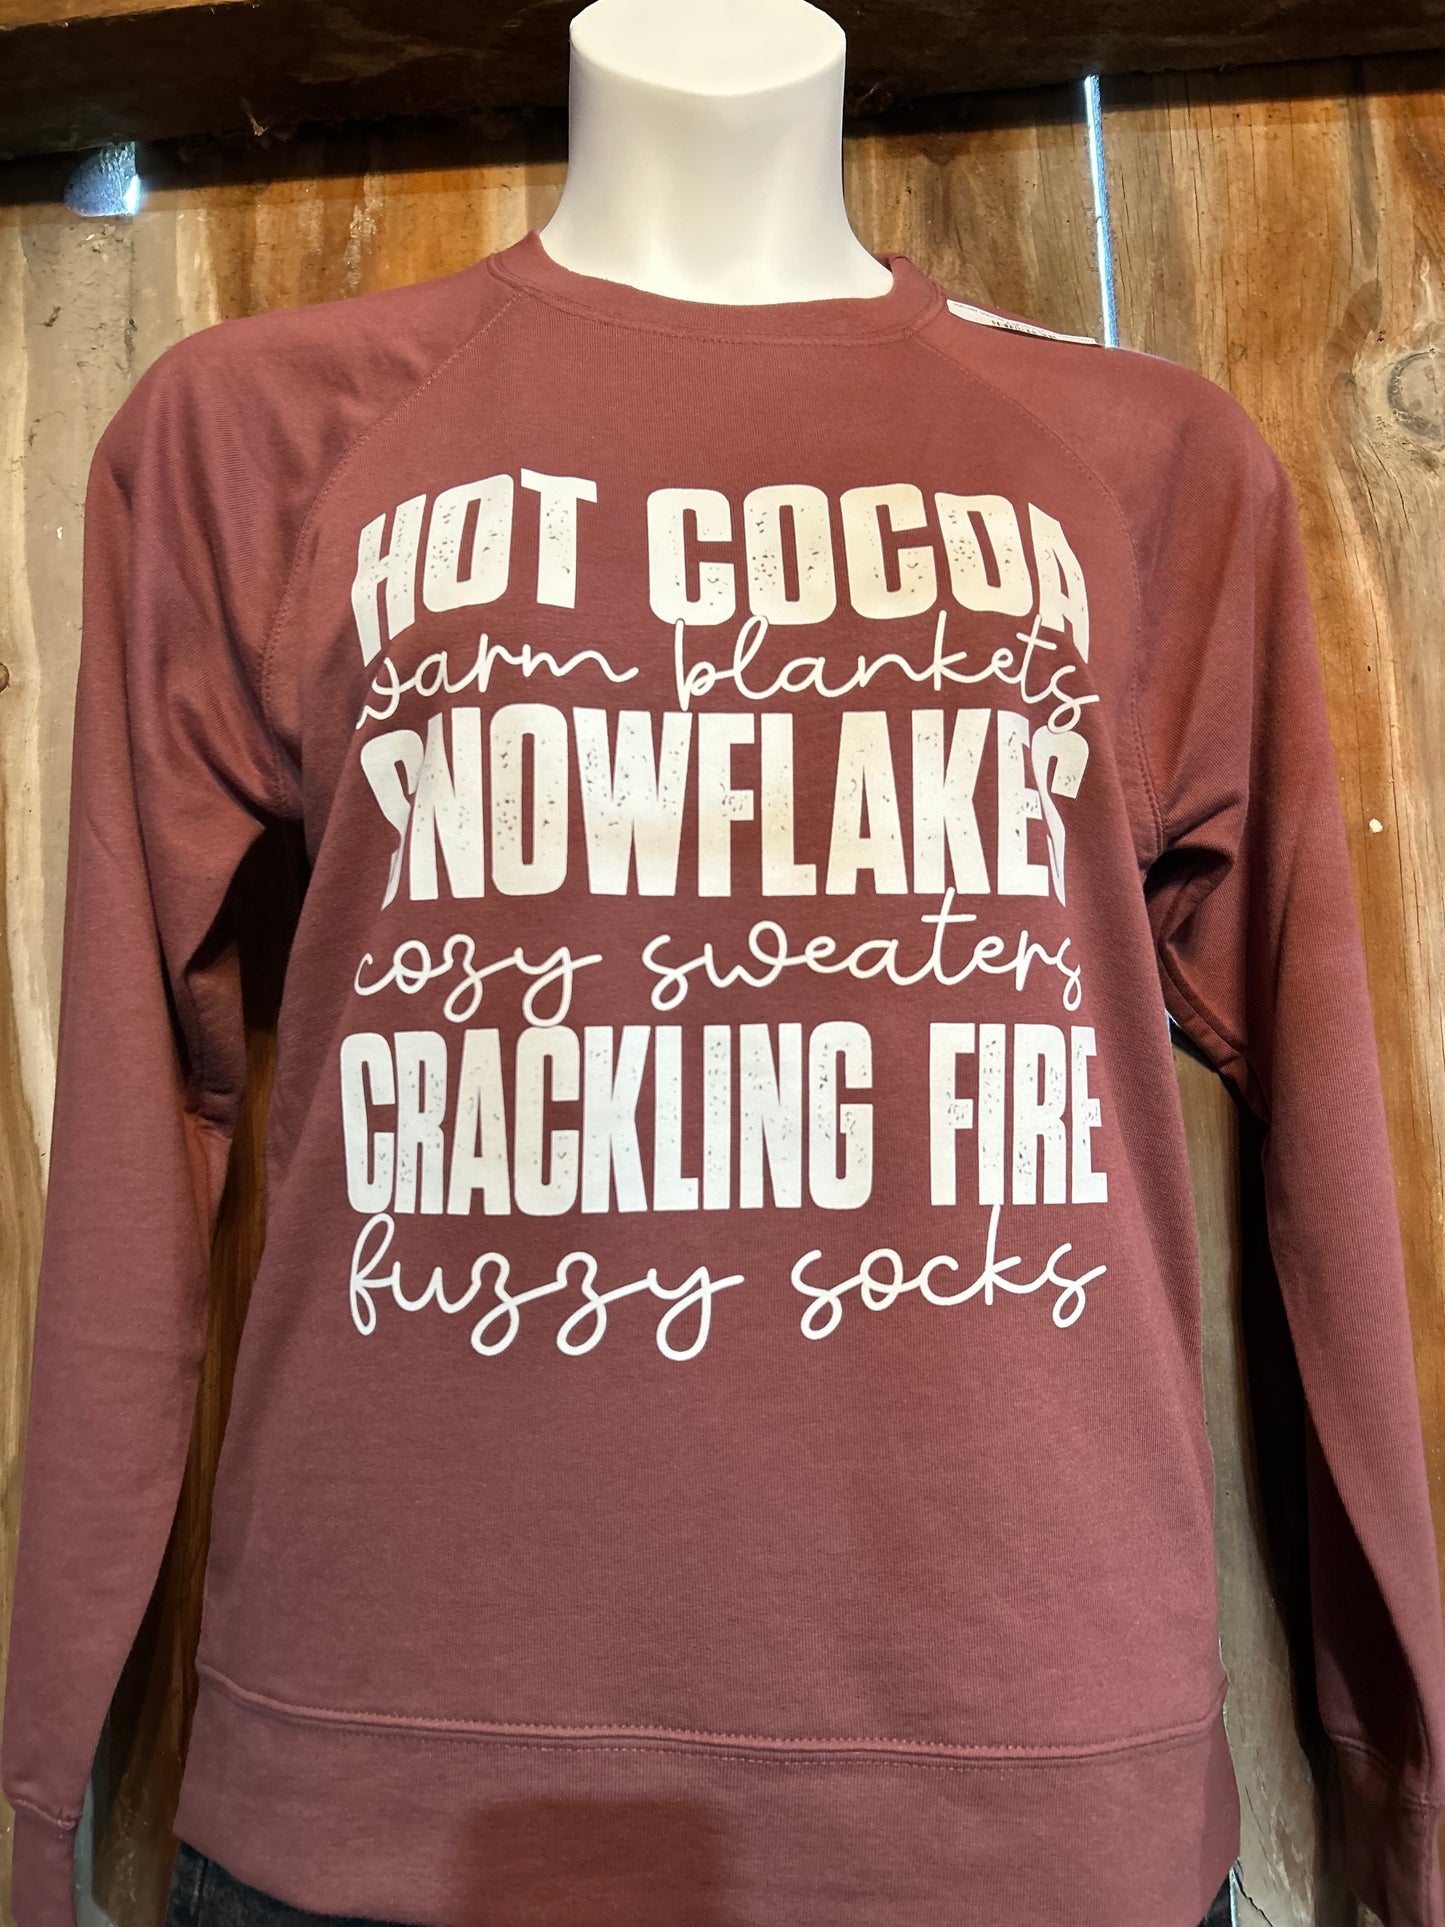 HOT COCOA
warm blankets
SNOWFLAKES
cozy sweaters
CRACKLING FIRE
fuzzy socks